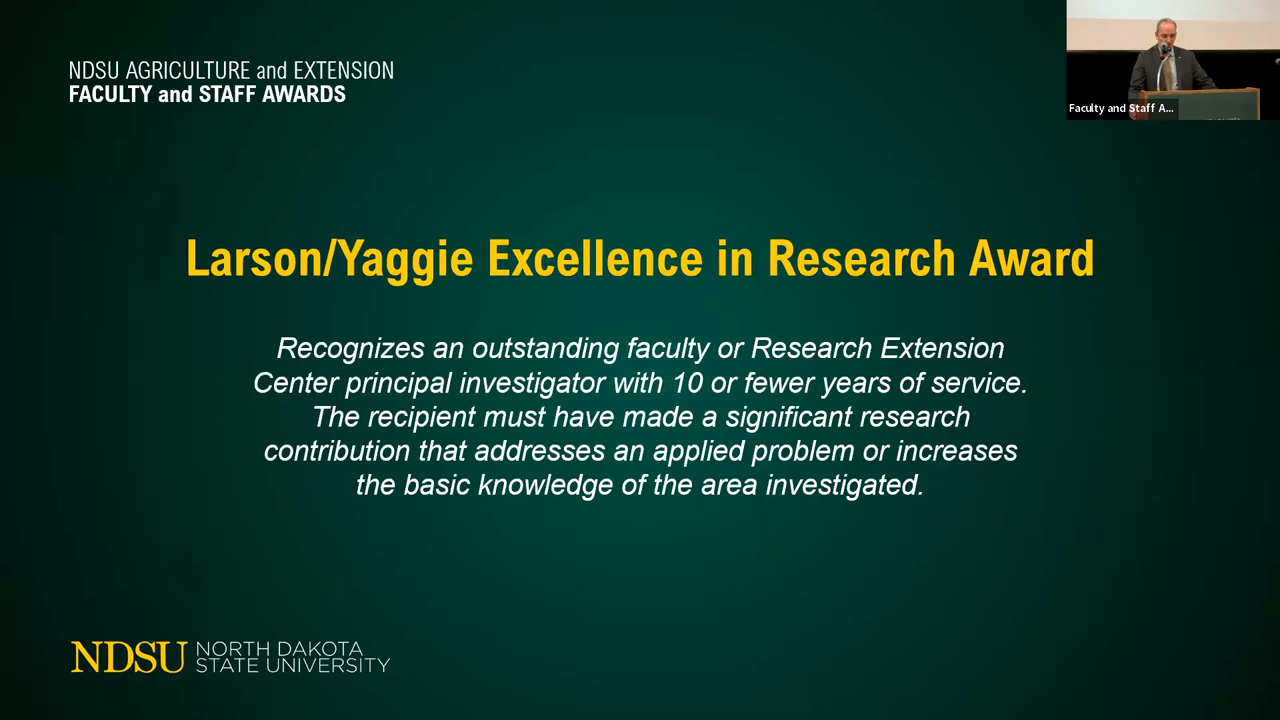 NDSU AGRICULTURE and EXTENSION
FACULTY and STAFF AWARDS
Faculty and Staff A...
Larson/Yaggie Excellence in Research Award
Recognizes an outstanding faculty or Research Extension
Center principal investigator with 10 or fewer years of service.
The recipient must have made a significant research
contribution that addresses an applied problem or increases
the basic knowledge of the area investigated.
NDSU NORTH DAKOTA
STATE UNIVERSITY